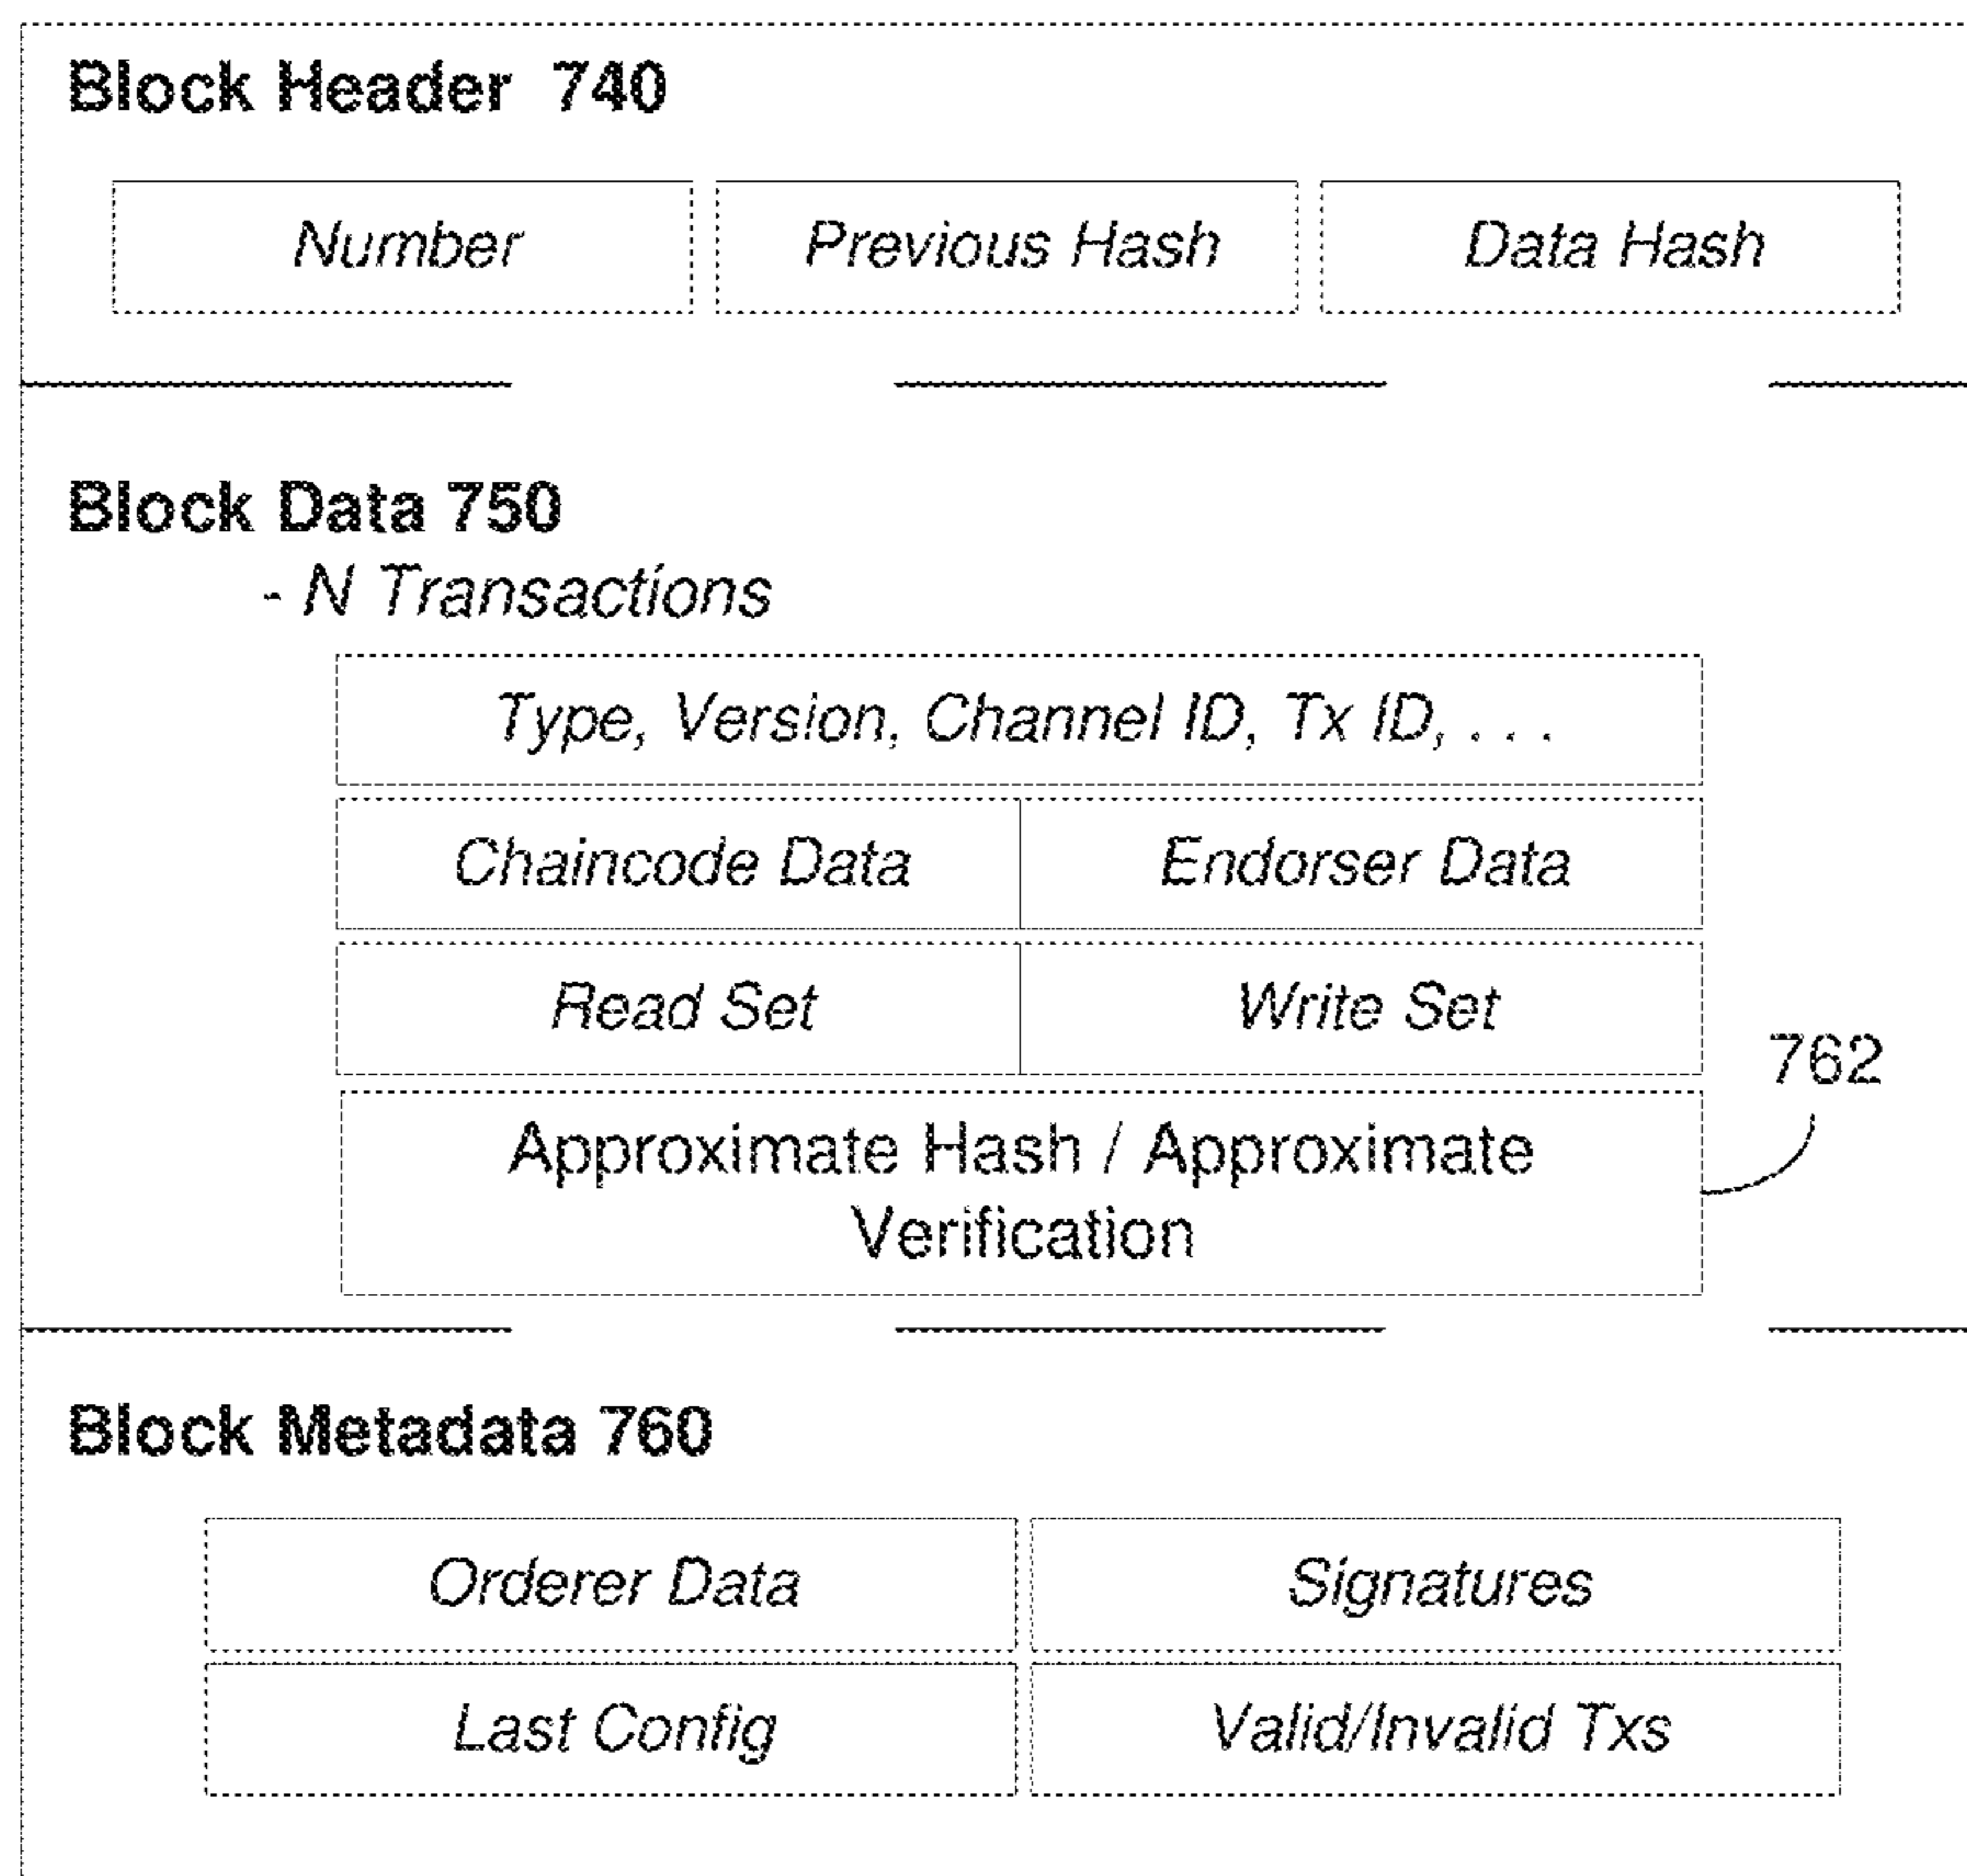 Block Header 740
Number Previous Hash Data Hash
Block Data 750
- N Transactions
Type, Version, Channel ID, Tx ID, . . .
Chaincode Data Endorser Data
Read Set Write Set
762
Approximate Hash / Approximate
Verification
Block Metadata 760
Orderer Data Signatures
Last Config Valid/Invalid Txs